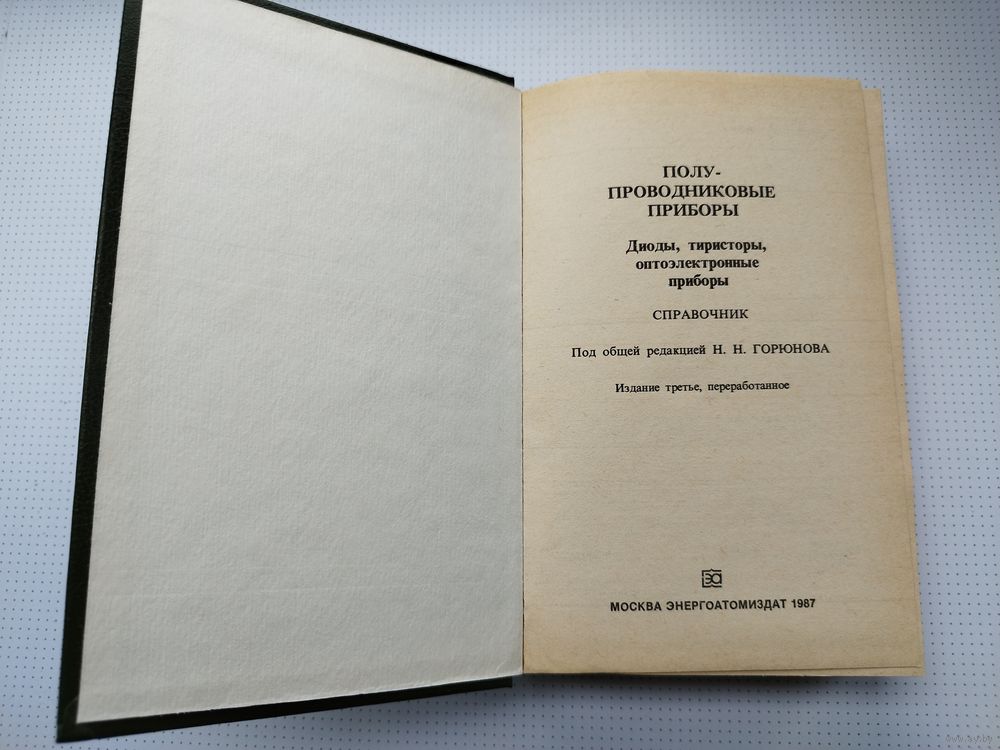 ПОЛУ-
ПРОВОДНИКОВЫЕ
ПРИБОРЫ
Диоды, тиристоры,
оптоэлектронные
приборы
СПРАВОЧНИК
Под общей редакцией Н. Н. ГОРЮНОВА
Издание третье, переработанное
МОСКВА ЭНЕРГОАТОМИЗДАТ 1987